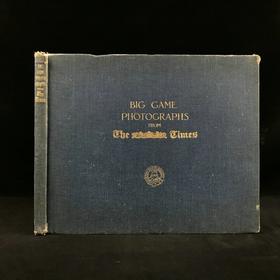 BIG GAME
PHOTOGRAPHS
FROM
The Times